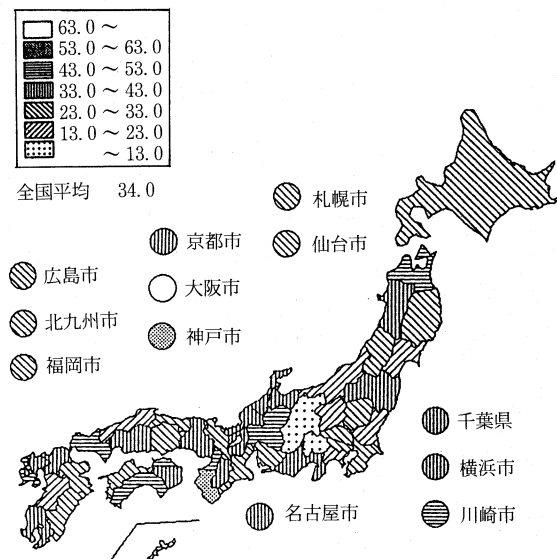 63.0～
53.0～63.0
43.0～53.0
33.0～43.0
23.0～33.0
13.0～23.0
～13.0
全国平均 34.0
札幌市
京都市
仙台市
広島市
大阪市
北九州市
神戸市
福岡市
千葉県
横浜市
名古屋市
川崎市